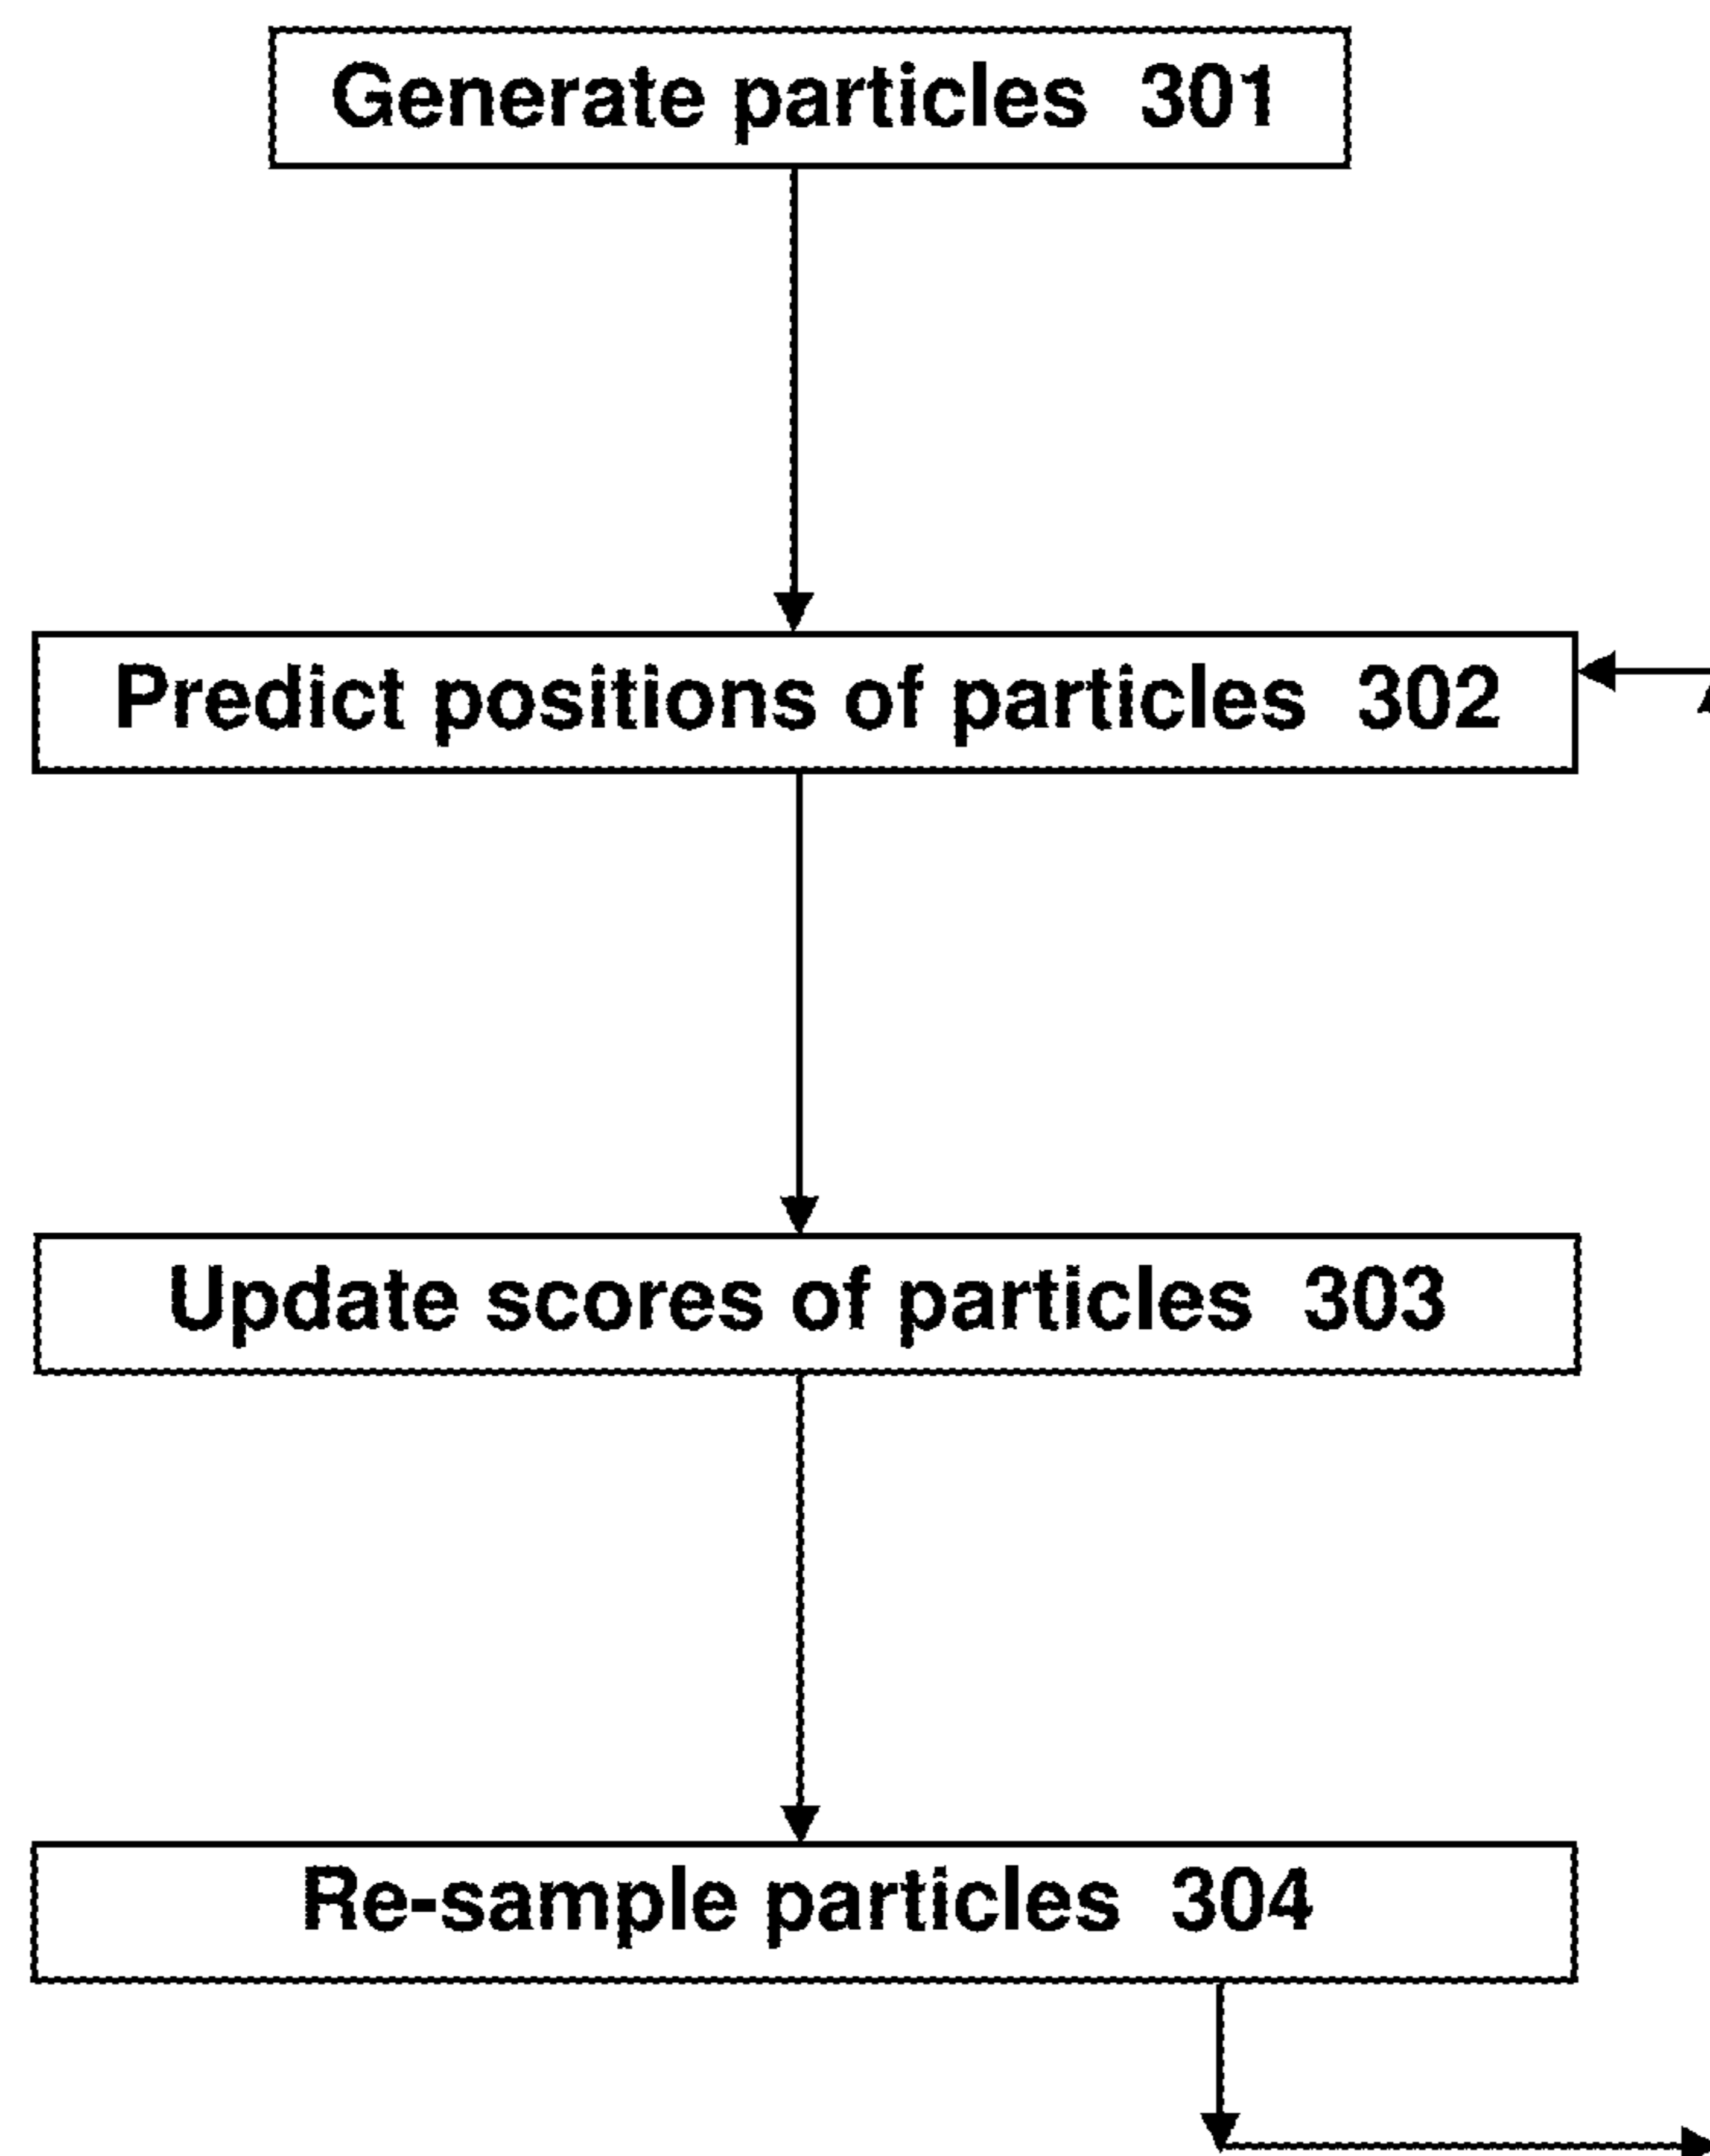 Generate particles 301
Predict positions of particles 302
Update scores of particles 303
Re-sample particles 304